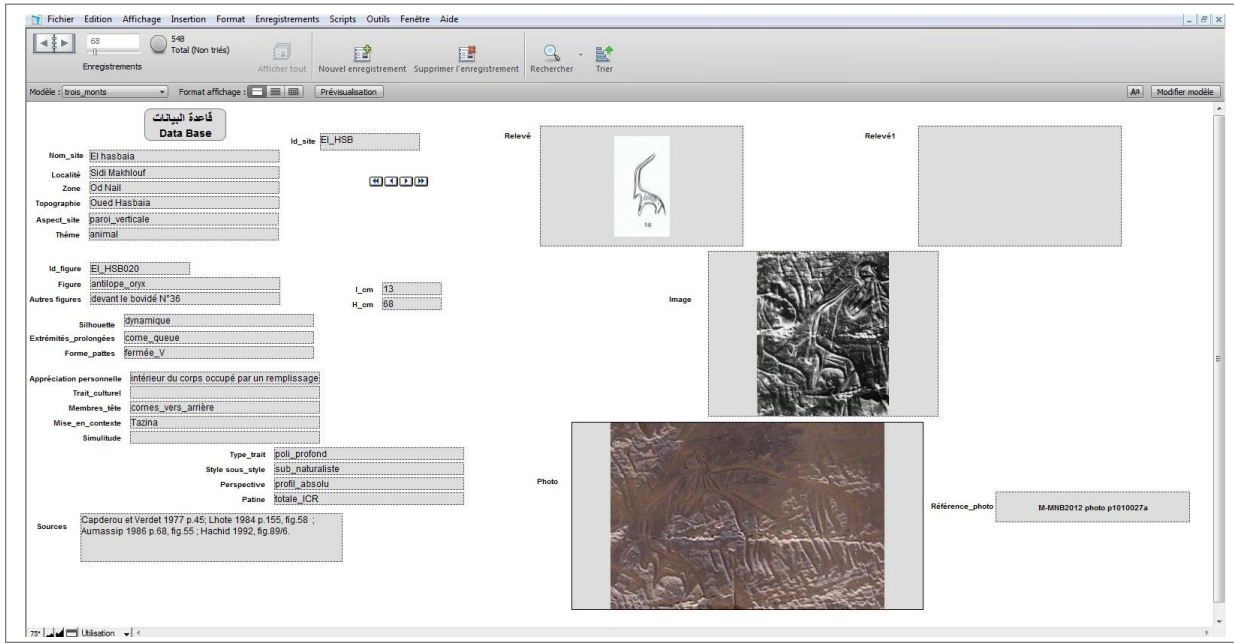 Fichier Edition Affichage Insertion Format Enregistrements Scripts Outils Fenêtre Aide
68
548
Total (Non triés)
Enregistrements
Afficher tout
Nouvel enregistrement
Supprimer l'enregistrement
Rechercher
Trier
Modèle : trois_monts
Format affichage :
Prévisualisation
Aa
Modifier modèle
قاعدة البيانات
Data Base
Id_site El_HSB
Relevé
58
Relevé1
Nom_site El hasbaia
Localité Sidi Makhlouf
Zone Od Nail
Topographie Oued Hasbaia
Aspect_site paroi_verticale
Thème animal
Id_figure El_HSB020
Figure antilope_oryx
Autres figures devant le bovidé N°36
l_cm 13
H_cm 68
Image
Silhouette dynamique
Extrémités_prolongées corne_queue
Forme_pattes fermée_V
Appréciation personnelle intérieur du corps occupé par un remplissage
Trait_culturel
Membres_tête cornes_vers_arrière
Mise_en_contexte Tazina
Simulitude
Type_trait poli_profond
Style sous_style sub_naturaliste
Perspective profil_absolu
Patine totale_ICR
Photo
Référence_photo M-MNB2012 photo p1010027a
Sources Capderou et Verdet 1977 p.45; Lhote 1984 p.155, fig.58 ;
Aumassip 1986 p.68, fig.55 ; Hachid 1992, fig.89/6.
75* Utilisation